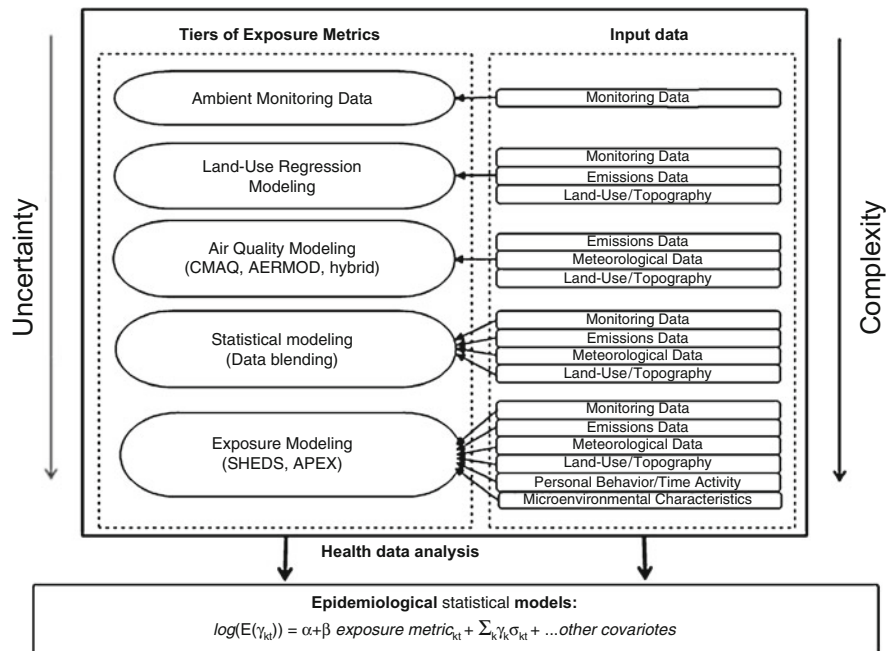 Tiers of Exposure Metrics
Input data
Uncertainty
Complexity
Ambient Monitoring Data
Monitoring Data
Land-Use Regression
Modeling
Monitoring Data
Emissions Data
Land-Use/Topography
Air Quality Modeling
(CMAQ, AERMOD, hybrid)
Emissions Data
Meteorological Data
Land-Use/Topography
Statistical modeling
(Data blending)
Monitoring Data
Emissions Data
Meteorological Data
Land-Use/Topography
Exposure Modeling
(SHEDS, APEX)
Monitoring Data
Emissions Data
Meteorological Data
Land-Use/Topography
Personal Behavior/Time Activity
Microenvironmental Characteristics
Health data analysis
Epidemiological statistical models:
log(E(γkt)) = α+β exposure metrickt + Σkγkσkt + ...other covariotes